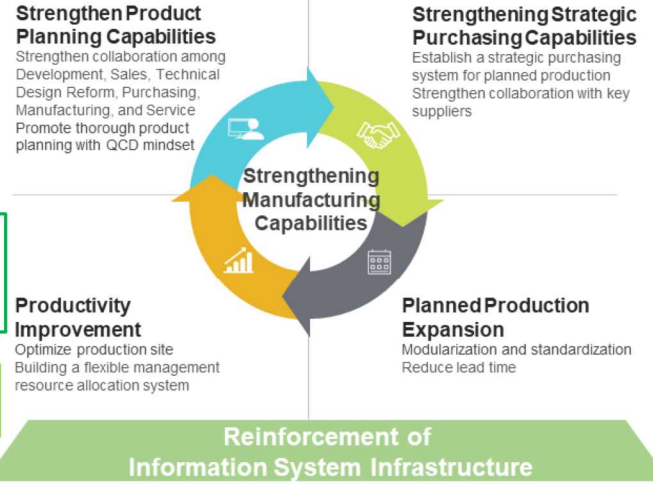 Strengthen Product
Planning Capabilities
Strengthen collaboration among
Development, Sales, Technical
Design Reform, Purchasing,
Manufacturing, and Service
Promote thorough product
planning with QCD mindset
Strengthening Strategic
Purchasing Capabilities
Establish a strategic purchasing
system for planned production
Strengthen collaboration with key
suppliers
Strengthening
Manufacturing
Capabilities
Productivity
Improvement
Optimize production site
Building a flexible management
resource allocation system
Planned Production
Expansion
Modularization and standardization
Reduce lead time
Reinforcement of
Information System Infrastructure